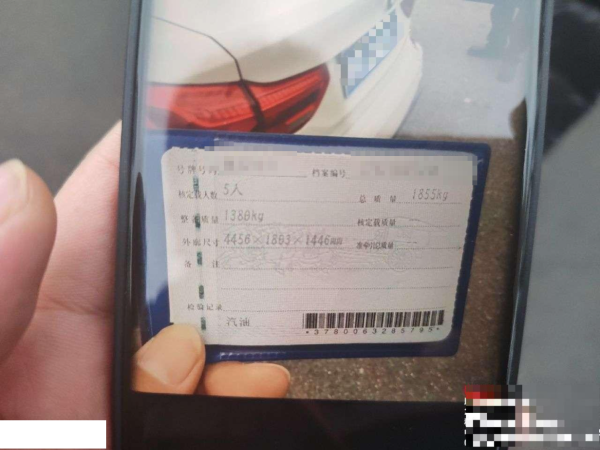 号牌号码 档案编号
核定载人数 5人 总质量 1855kg
整备质量 1380kg 核定载质量
外廓尺寸 4456×1803×1446mm 准牵引总质量
备注
检验记录
汽油